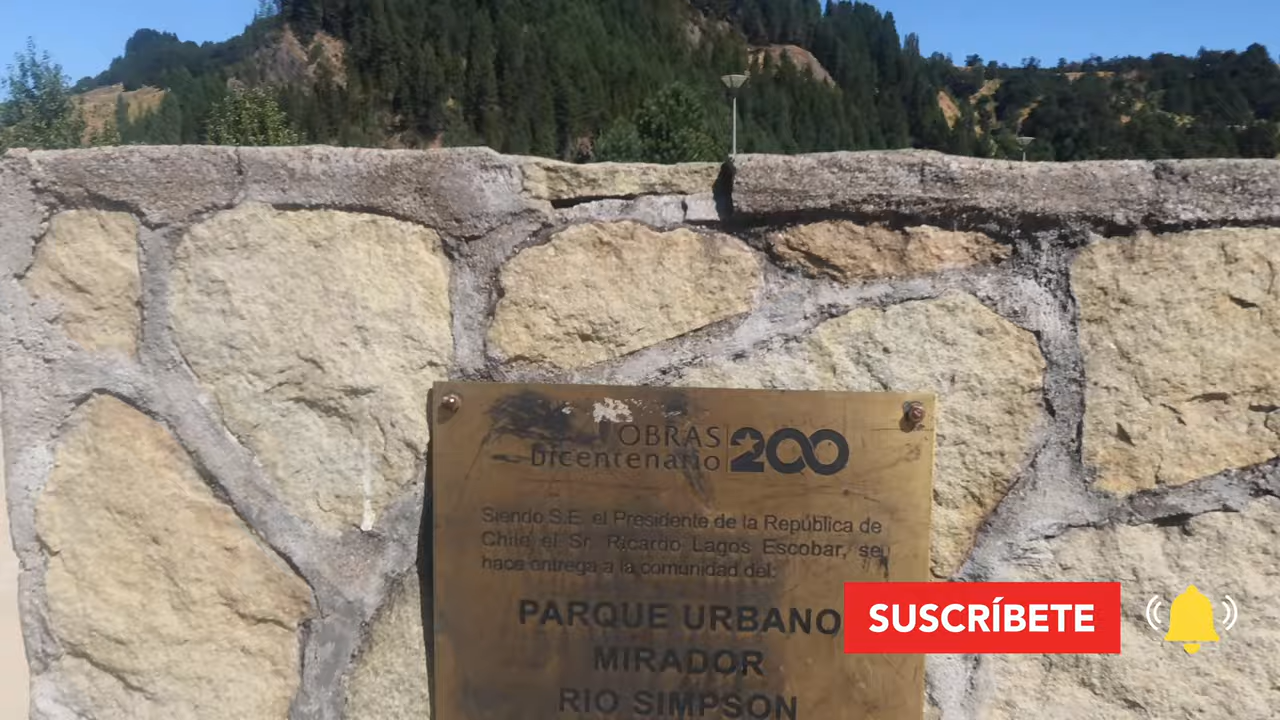 OBRAS
bicentenario
200
Siendo S.E. el Presidente de la República de
Chile el Sr. Ricardo Lagos Escobar, se
hace entrega a la comunidad del:
PARQUE URBANO
MIRADOR
RIO SIMPSON
SUSCRÍBETE